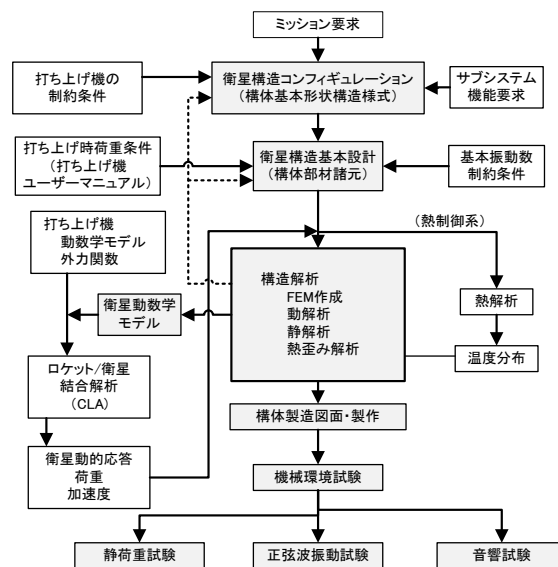 ミッション要求
打ち上げ機の
制約条件
衛星構造コンフィギュレーション
(構体基本形状構造様式)
サブシステム
機能要求
打ち上げ時荷重条件
(打ち上げ機
ユーザーマニュアル)
衛星構造基本設計
(構体部材諸元)
基本振動数
制約条件
打ち上げ機
動数学モデル
外力関数
(熱制御系)
構造解析
FEM作成
動解析
静解析
熱歪み解析
衛星動数学
モデル
熱解析
温度分布
ロケット/衛星
結合解析
(CLA)
構体製造図面・製作
衛星動的応答
荷重
加速度
機械環境試験
静荷重試験
正弦波振動試験
音響試験